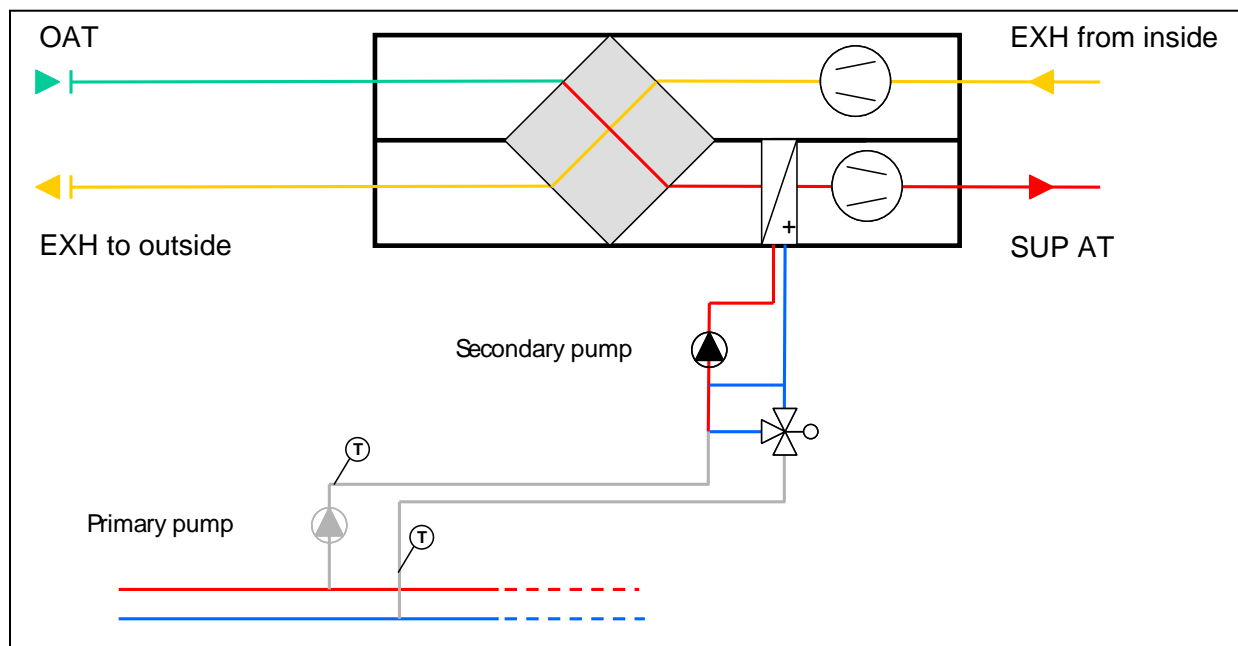 OAT
EXH from inside
EXH to outside
SUP AT
+
Secondary pump
T
Primary pump
T